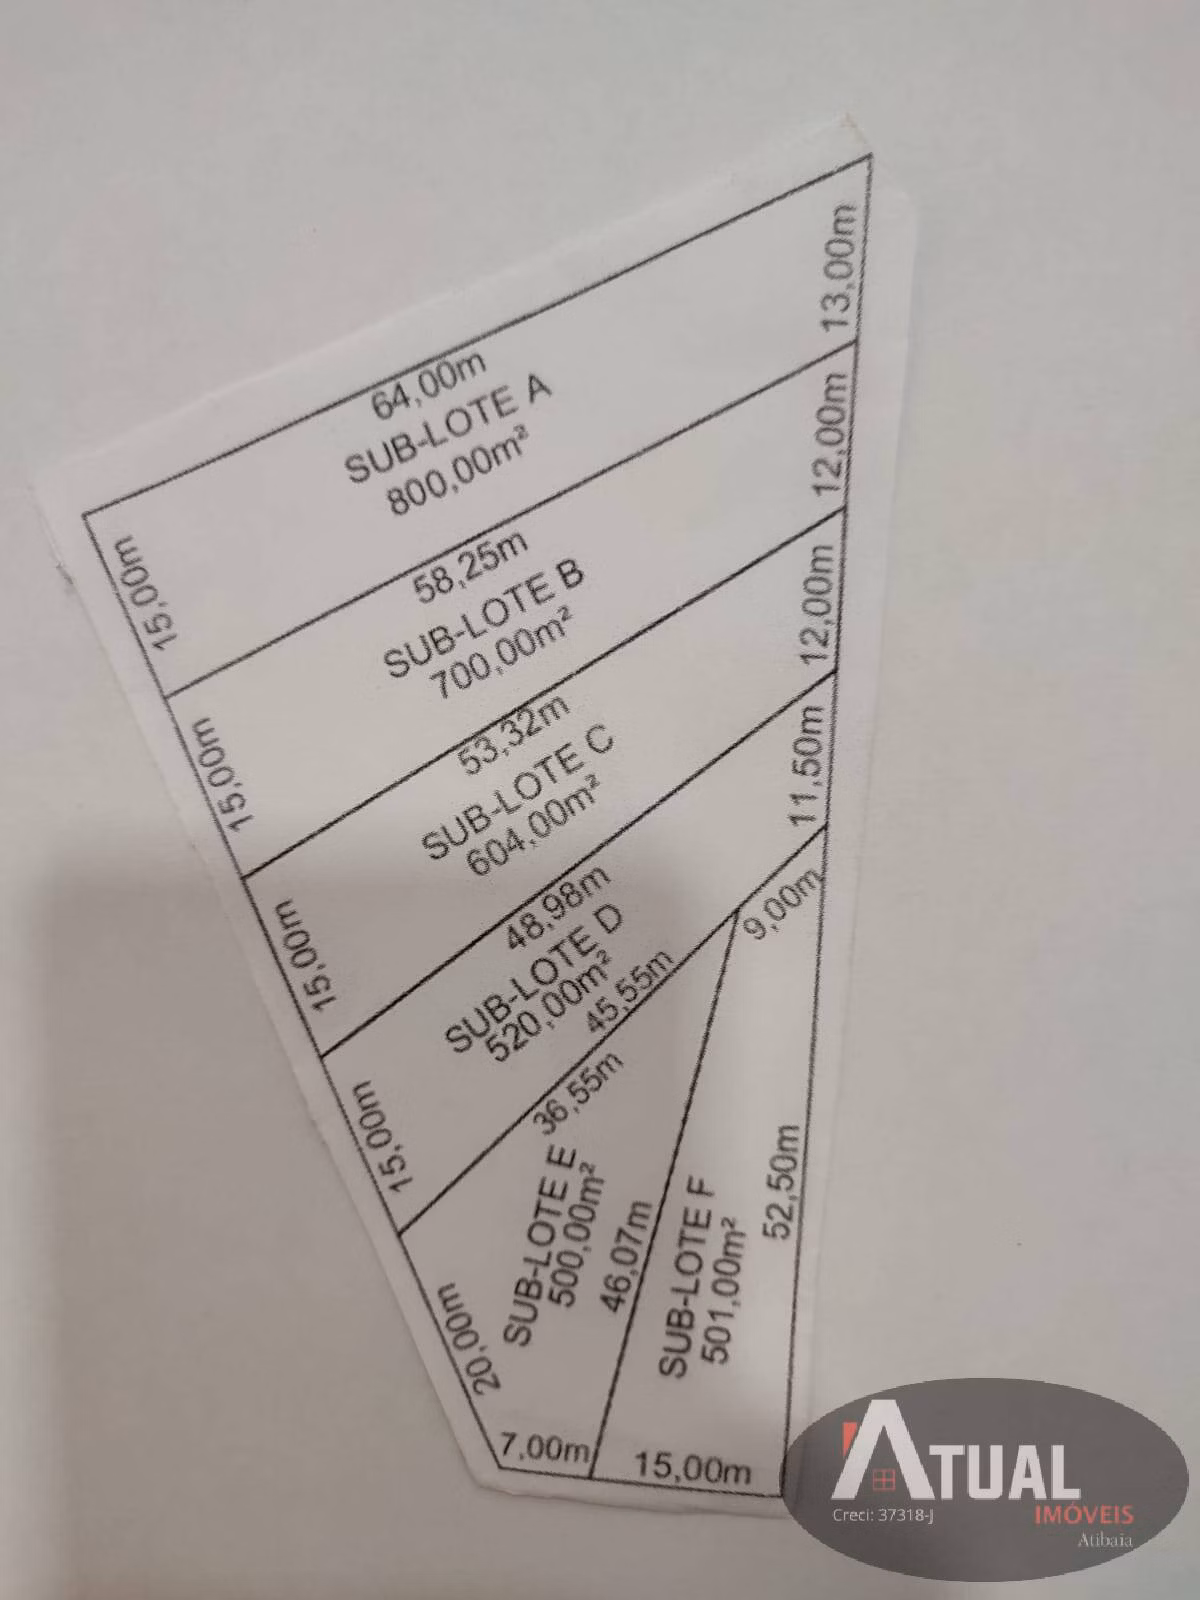 64,00m
SUB-LOTE A
800,00m²
13,00m
15,00m
58,25m
SUB-LOTE B
700,00m²
12,00m
15,00m
53,32m
SUB-LOTE C
604,00m²
12,00m
15,00m
48,98m
SUB-LOTE D
520,00m²
45,55m
11,50m
15,00m
9,00m
36,55m
SUB-LOTE E
500,00m²
46,07m
20,00m
7,00m
SUB-LOTE F
501,00m²
52,50m
15,00m
ATUAL
IMÓVEIS
Creci: 37318-J
Atibaia